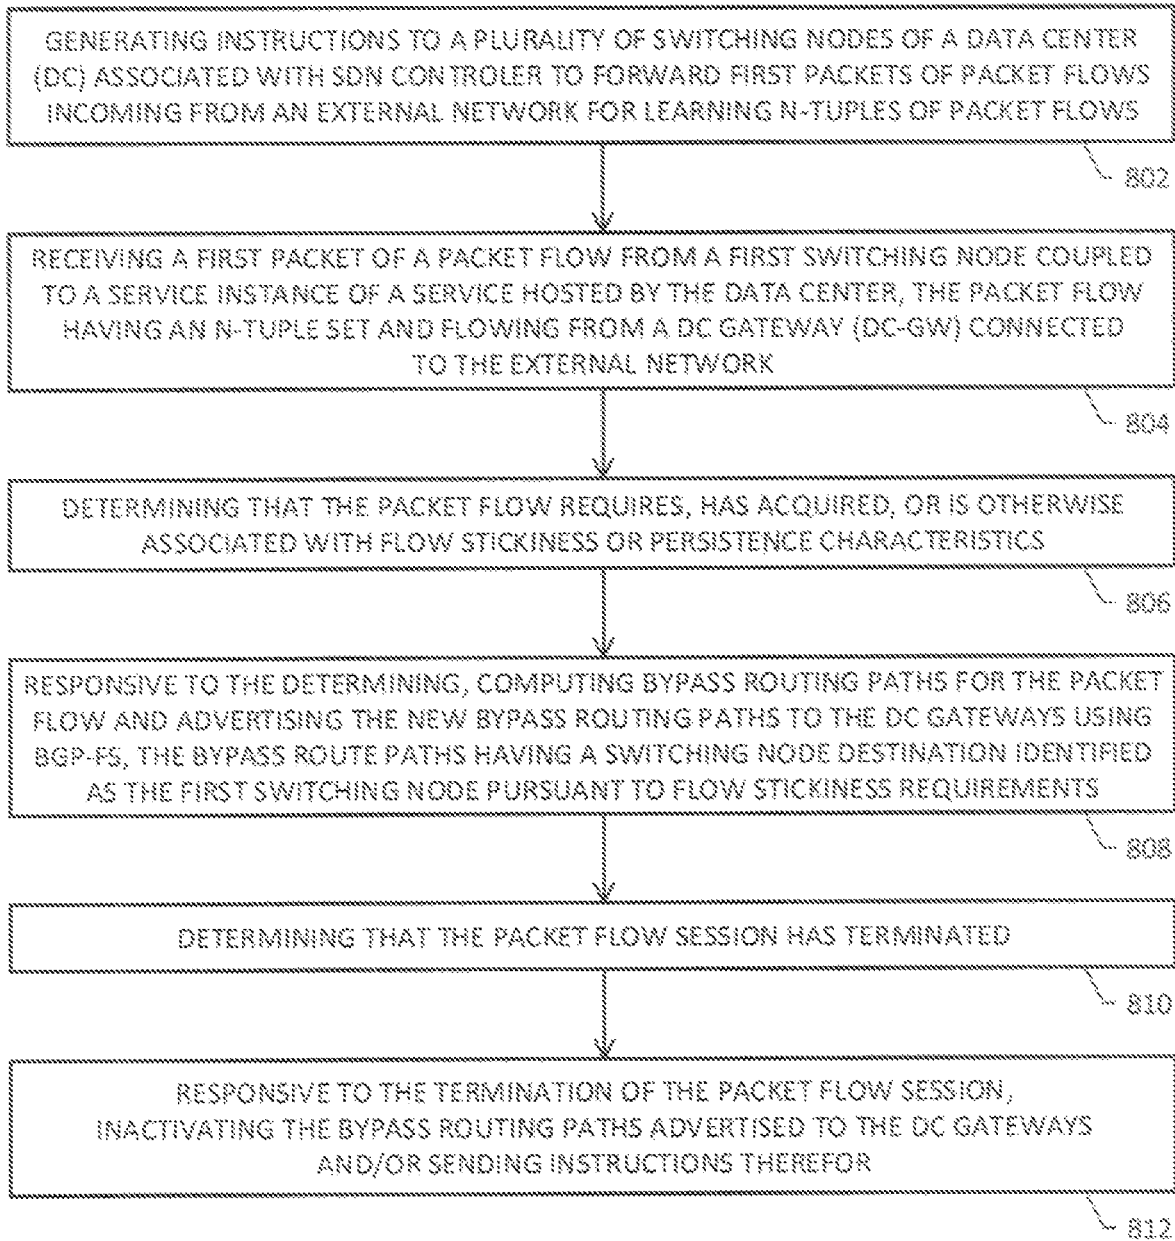 GENERATING INSTRUCTIONS TO A PLURALITY OF SWITCHING NODES OF A DATA CENTER
(DC) ASSOCIATED WITH SDN CONTROLER TO FORWARD FIRST PACKETS OF PACKET FLOWS
INCOMING FROM AN EXTERNAL NETWORK FOR LEARNING N-TUPLES OF PACKET FLOWS
802
RECEIVING A FIRST PACKET OF A PACKET FLOW FROM A FIRST SWITCHING NODE COUPLED
TO A SERVICE INSTANCE OF A SERVICE HOSTED BY THE DATA CENTER, THE PACKET FLOW
HAVING AN N-TUPLE SET AND FLOWING FROM A DC GATEWAY (DC-GW) CONNECTED
TO THE EXTERNAL NETWORK
804
DETERMINING THAT THE PACKET FLOW REQUIRES, HAS ACQUIRED, OR IS OTHERWISE
ASSOCIATED WITH FLOW STICKINESS OR PERSISTENCE CHARACTERISTICS
806
RESPONSIVE TO THE DETERMINING, COMPUTING BYPASS ROUTING PATHS FOR THE PACKET
FLOW AND ADVERTISING THE NEW BYPASS ROUTING PATHS TO THE DC GATEWAYS USING
BGP-FS, THE BYPASS ROUTE PATHS HAVING A SWITCHING NODE DESTINATION IDENTIFIED
AS THE FIRST SWITCHING NODE PURSUANT TO FLOW STICKINESS REQUIREMENTS
808
DETERMINING THAT THE PACKET FLOW SESSION HAS TERMINATED
810
RESPONSIVE TO THE TERMINATION OF THE PACKET FLOW SESSION,
INACTIVATING THE BYPASS ROUTING PATHS ADVERTISED TO THE DC GATEWAYS
AND/OR SENDING INSTRUCTIONS THEREFOR
812